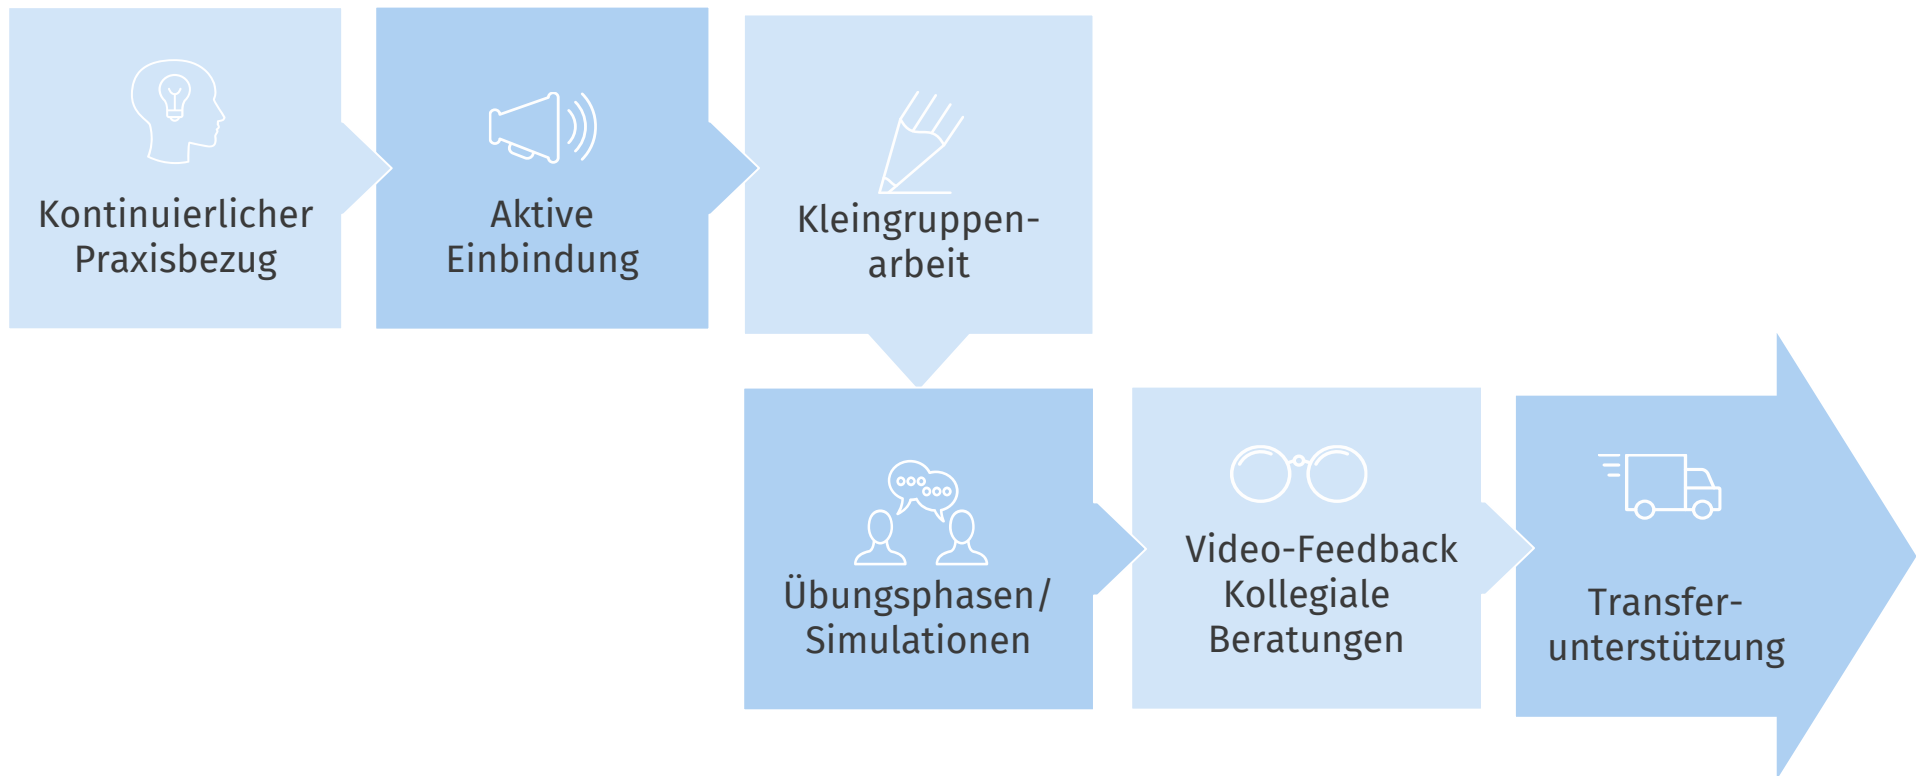 Kontinuierlicher
Praxisbezug
Aktive
Einbindung
Kleingruppen-
arbeit
Übungsphasen/
Simulationen
Video-Feedback
Kollegiale
Beratungen
Transfer-
unterstützung